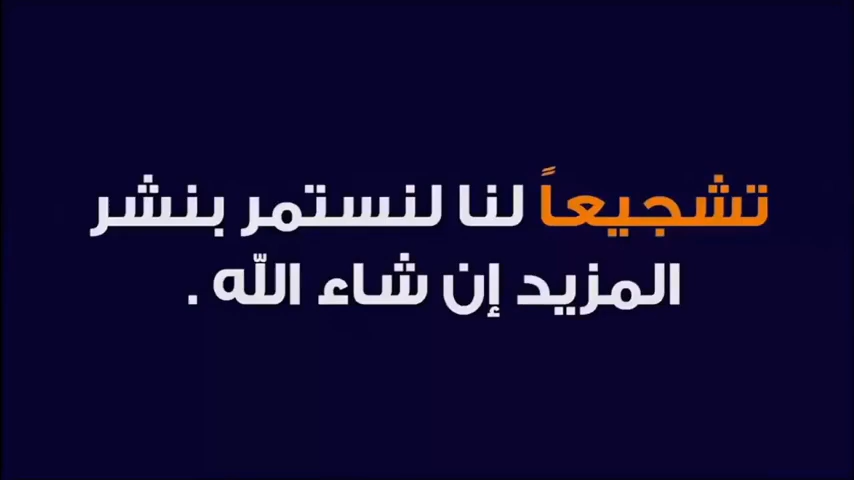 تشجيعاً لنا لنستمر بنشر
المزيد إن شاء الله .